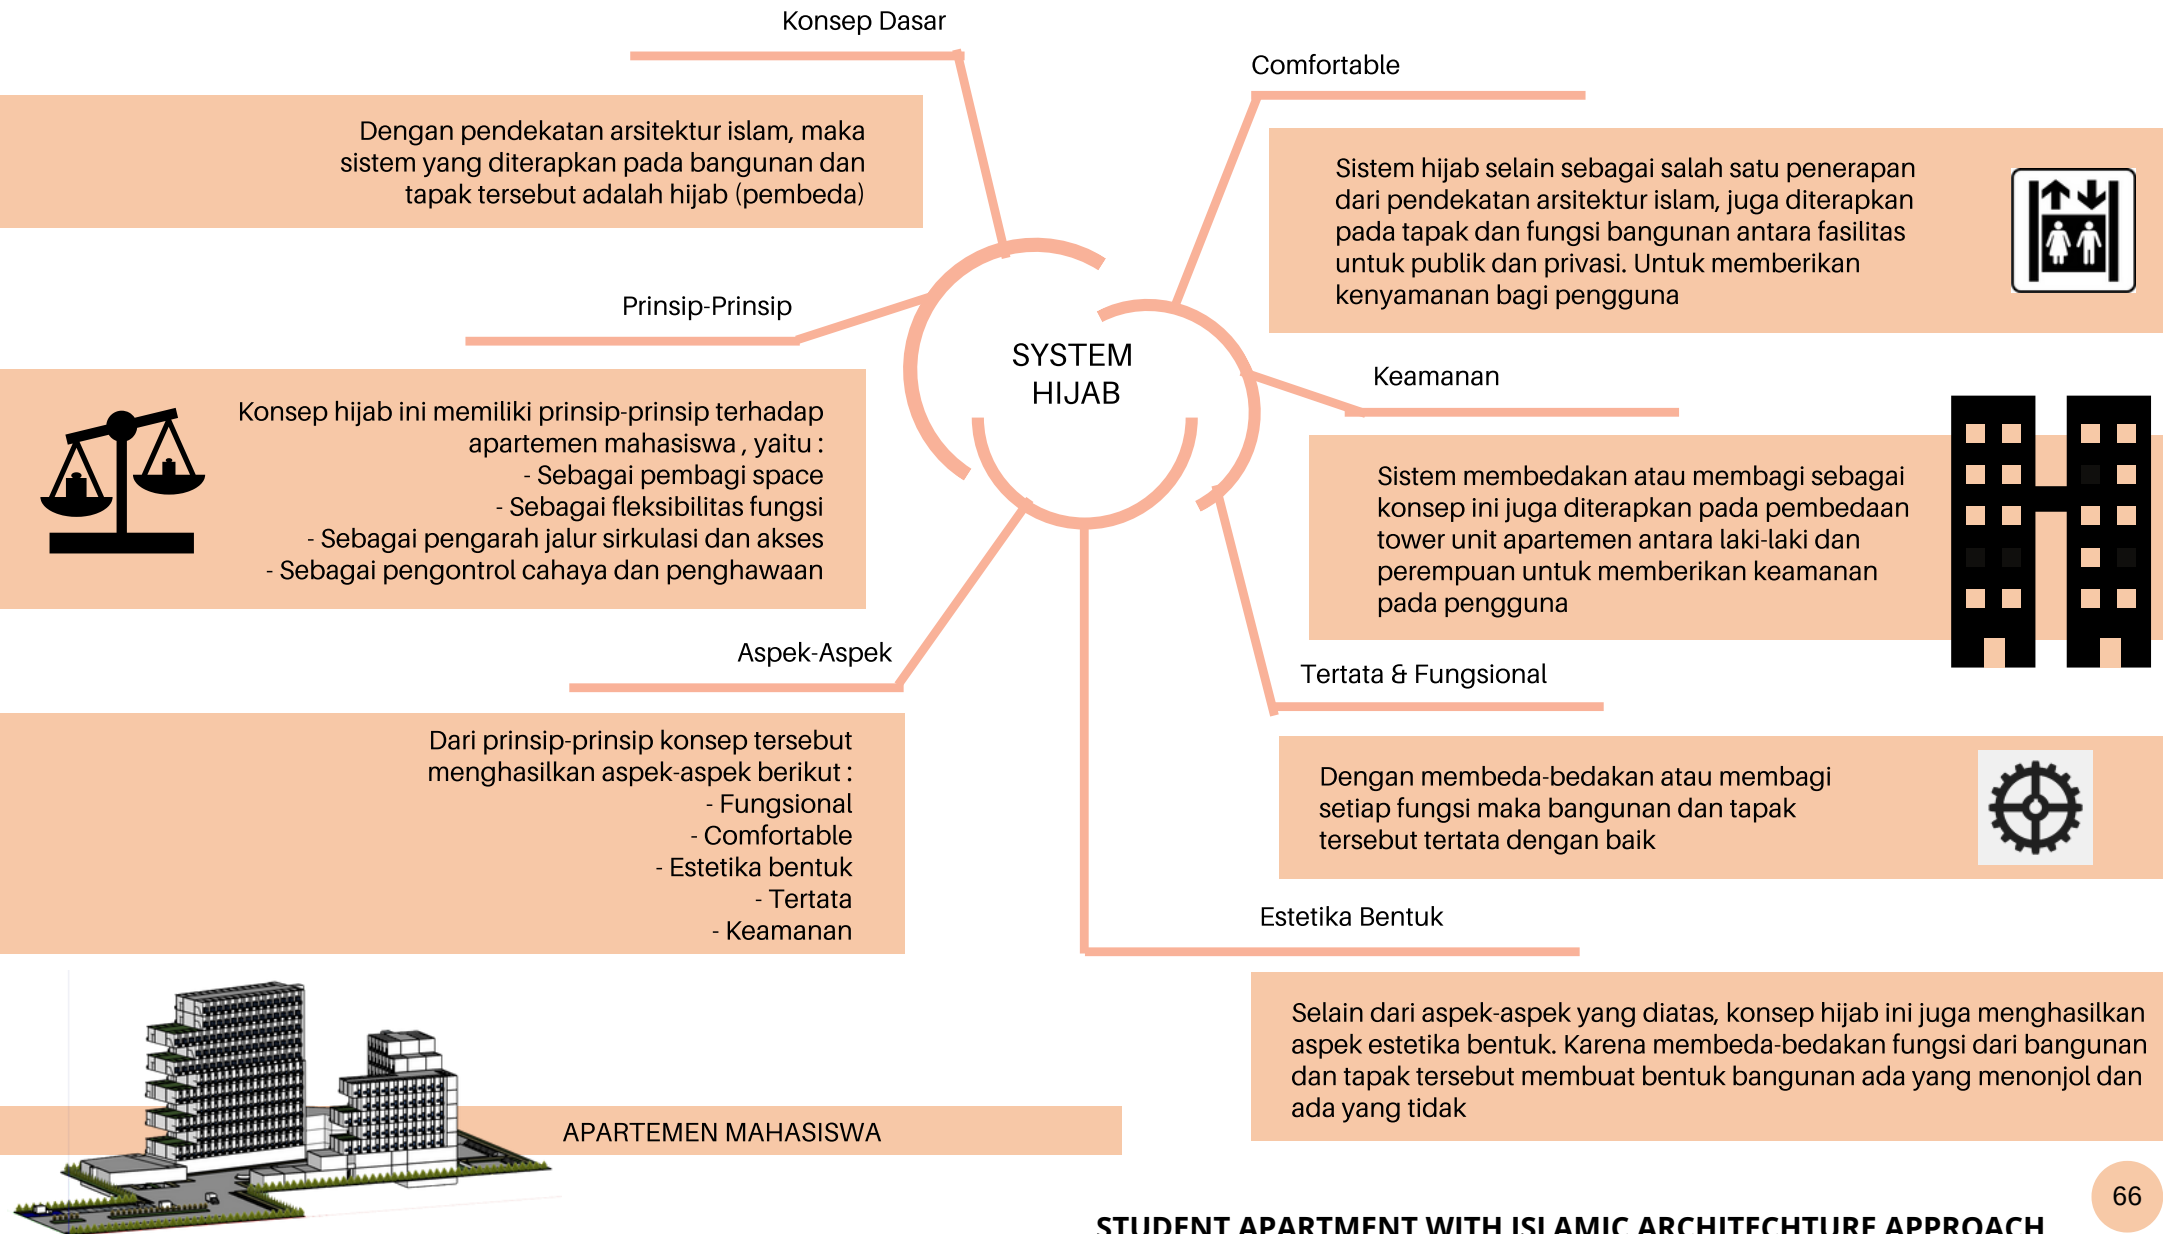 Konsep Dasar
Dengan pendekatan arsitektur islam, maka
sistem yang diterapkan pada bangunan dan
tapak tersebut adalah hijab (pembeda)
Prinsip-Prinsip
Konsep hijab ini memiliki prinsip-prinsip terhadap
apartemen mahasiswa , yaitu :
- Sebagai pembagi space
- Sebagai fleksibilitas fungsi
- Sebagai pengarah jalur sirkulasi dan akses
- Sebagai pengontrol cahaya dan penghawaan
Aspek-Aspek
Dari prinsip-prinsip konsep tersebut
menghasilkan aspek-aspek berikut :
- Fungsional
- Comfortable
- Estetika bentuk
- Tertata
- Keamanan
APARTEMEN MAHASISWA
SYSTEM
HIJAB
Comfortable
Sistem hijab selain sebagai salah satu penerapan
dari pendekatan arsitektur islam, juga diterapkan
pada tapak dan fungsi bangunan antara fasilitas
untuk publik dan privasi. Untuk memberikan
kenyamanan bagi pengguna
Keamanan
Sistem membedakan atau membagi sebagai
konsep ini juga diterapkan pada pembedaan
tower unit apartemen antara laki-laki dan
perempuan untuk memberikan keamanan
pada pengguna
Tertata & Fungsional
Dengan membeda-bedakan atau membagi
setiap fungsi maka bangunan dan tapak
tersebut tertata dengan baik
Estetika Bentuk
Selain dari aspek-aspek yang diatas, konsep hijab ini juga menghasilkan
aspek estetika bentuk. Karena membeda-bedakan fungsi dari bangunan
dan tapak tersebut membuat bentuk bangunan ada yang menonjol dan
ada yang tidak
66
STUDENT APARTMENT WITH ISLAMIC ARCHITECHTURE APPROACH